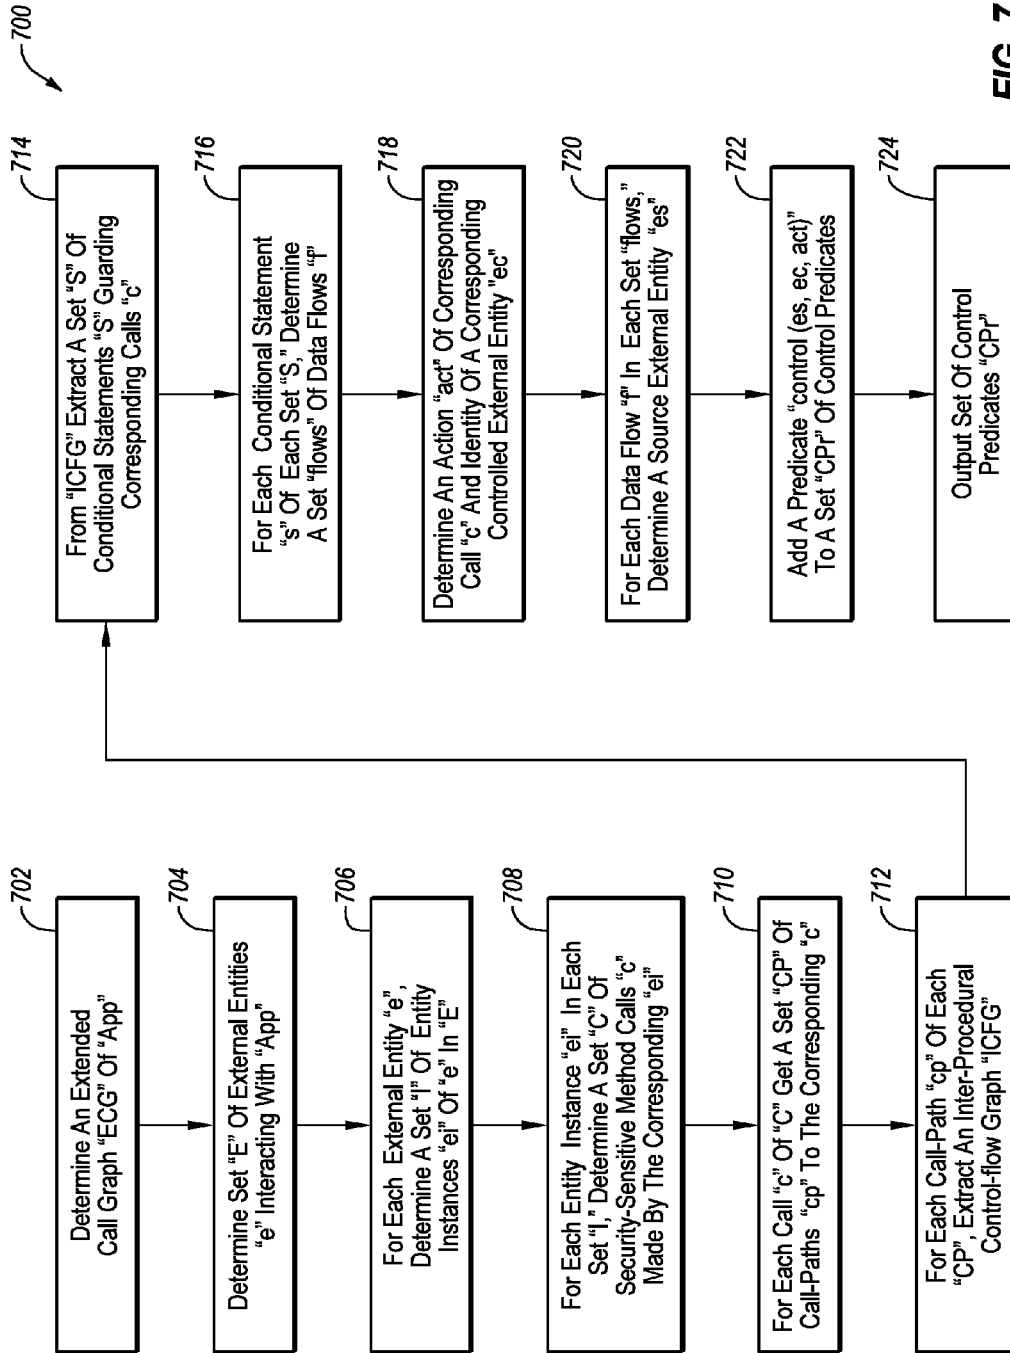 700
702
Determine An Extended
Call Graph “ECG” Of “App”
704
Determine Set “E” Of External Entities
“e” Interacting With “App”
706
For Each External Entity “e”,
Determine A Set “I” Of Entity
Instances “ei” Of “e” In “E”
708
For Each Entity Instance “ei” In Each
Set “I,” Determine A Set “C” Of
Security-Sensitive Method Calls “c”
Made By The Corresponding “ei”
710
For Each Call “c” Of “C” Get A Set “CP” Of
Call-Paths “cp” To The Corresponding “c”
712
For Each Call-Path “cp” Of Each
“CP”, Extract An Inter-Procedural
Control-flow Graph “ICFG”
714
From “ICFG” Extract A Set “S” Of
Conditional Statements “S” Guarding
Corresponding Calls “c”
716
For Each Conditional Statement
“s” Of Each Set “S,” Determine
A Set “flows” Of Data Flows “f”
718
Determine An Action “act” Of Corresponding
Call “c” And Identity Of A Corresponding
Controlled External Entity "ec”
720
For Each Data Flow “f” In Each Set “flows,”
Determine A Source External Entity “es”
722
Add A Predicate “control (es, ec, act)”
To A Set “CPr” Of Control Predicates
724
Output Set Of Control
Predicates “CPr”
FIG. 7